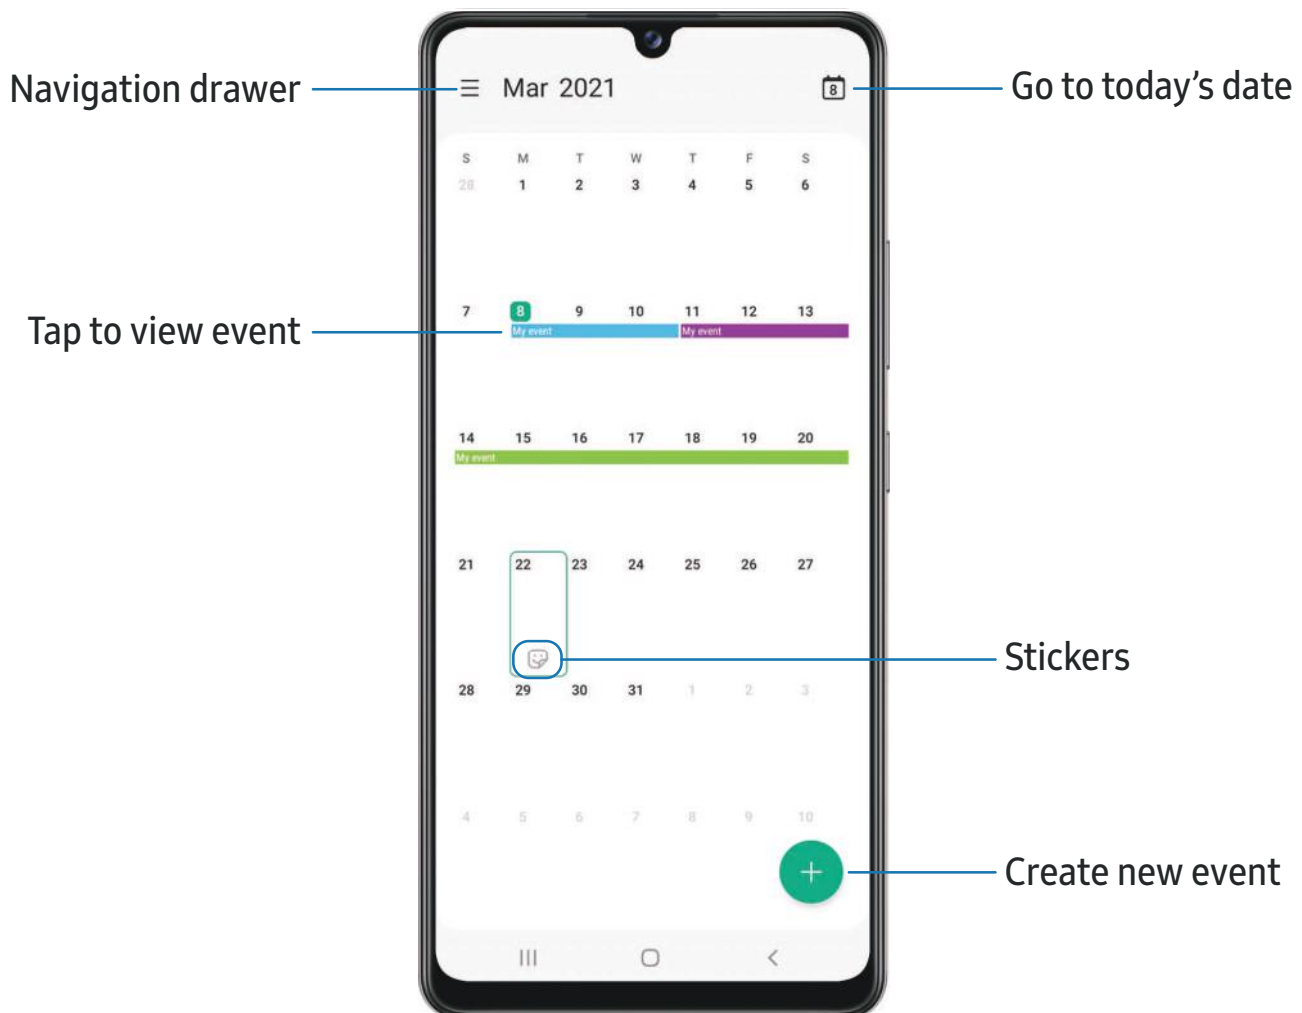 Navigation drawer
Mar 2021
8
Go to today's date
S M T W T F S
28 1 2 3 4 5 6
7 8 9 10 11 12 13
Tap to view event
My event My event
14 15 16 17 18 19 20
My event
21 22 23 24 25 26 27
Stickers
28 29 30 31 1 2 3
4 5 6 7 8 9 10
Create new event